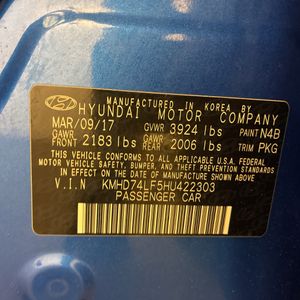 MANUFACTURED IN KOREA BY
HYUNDAI MOTOR COMPANY
MAR/09/17 GVWR 3924 lbs PAINT N4B
GAWR FRONT 2183 lbs GAWR REAR 2006 lbs TRIM PKG
THIS VEHICLE CONFORMS TO ALL APPLICABLE U.S.A FEDERAL
MOTOR VEHICLE SAFETY, BUMPER, AND THEFT PREVENTION
STANDARDS IN EFFECT ON THE DATE OF MANUFACTURE
SHOWN ABOVE.
V.I.N KMHD74LF5HU422303
PASSENGER CAR